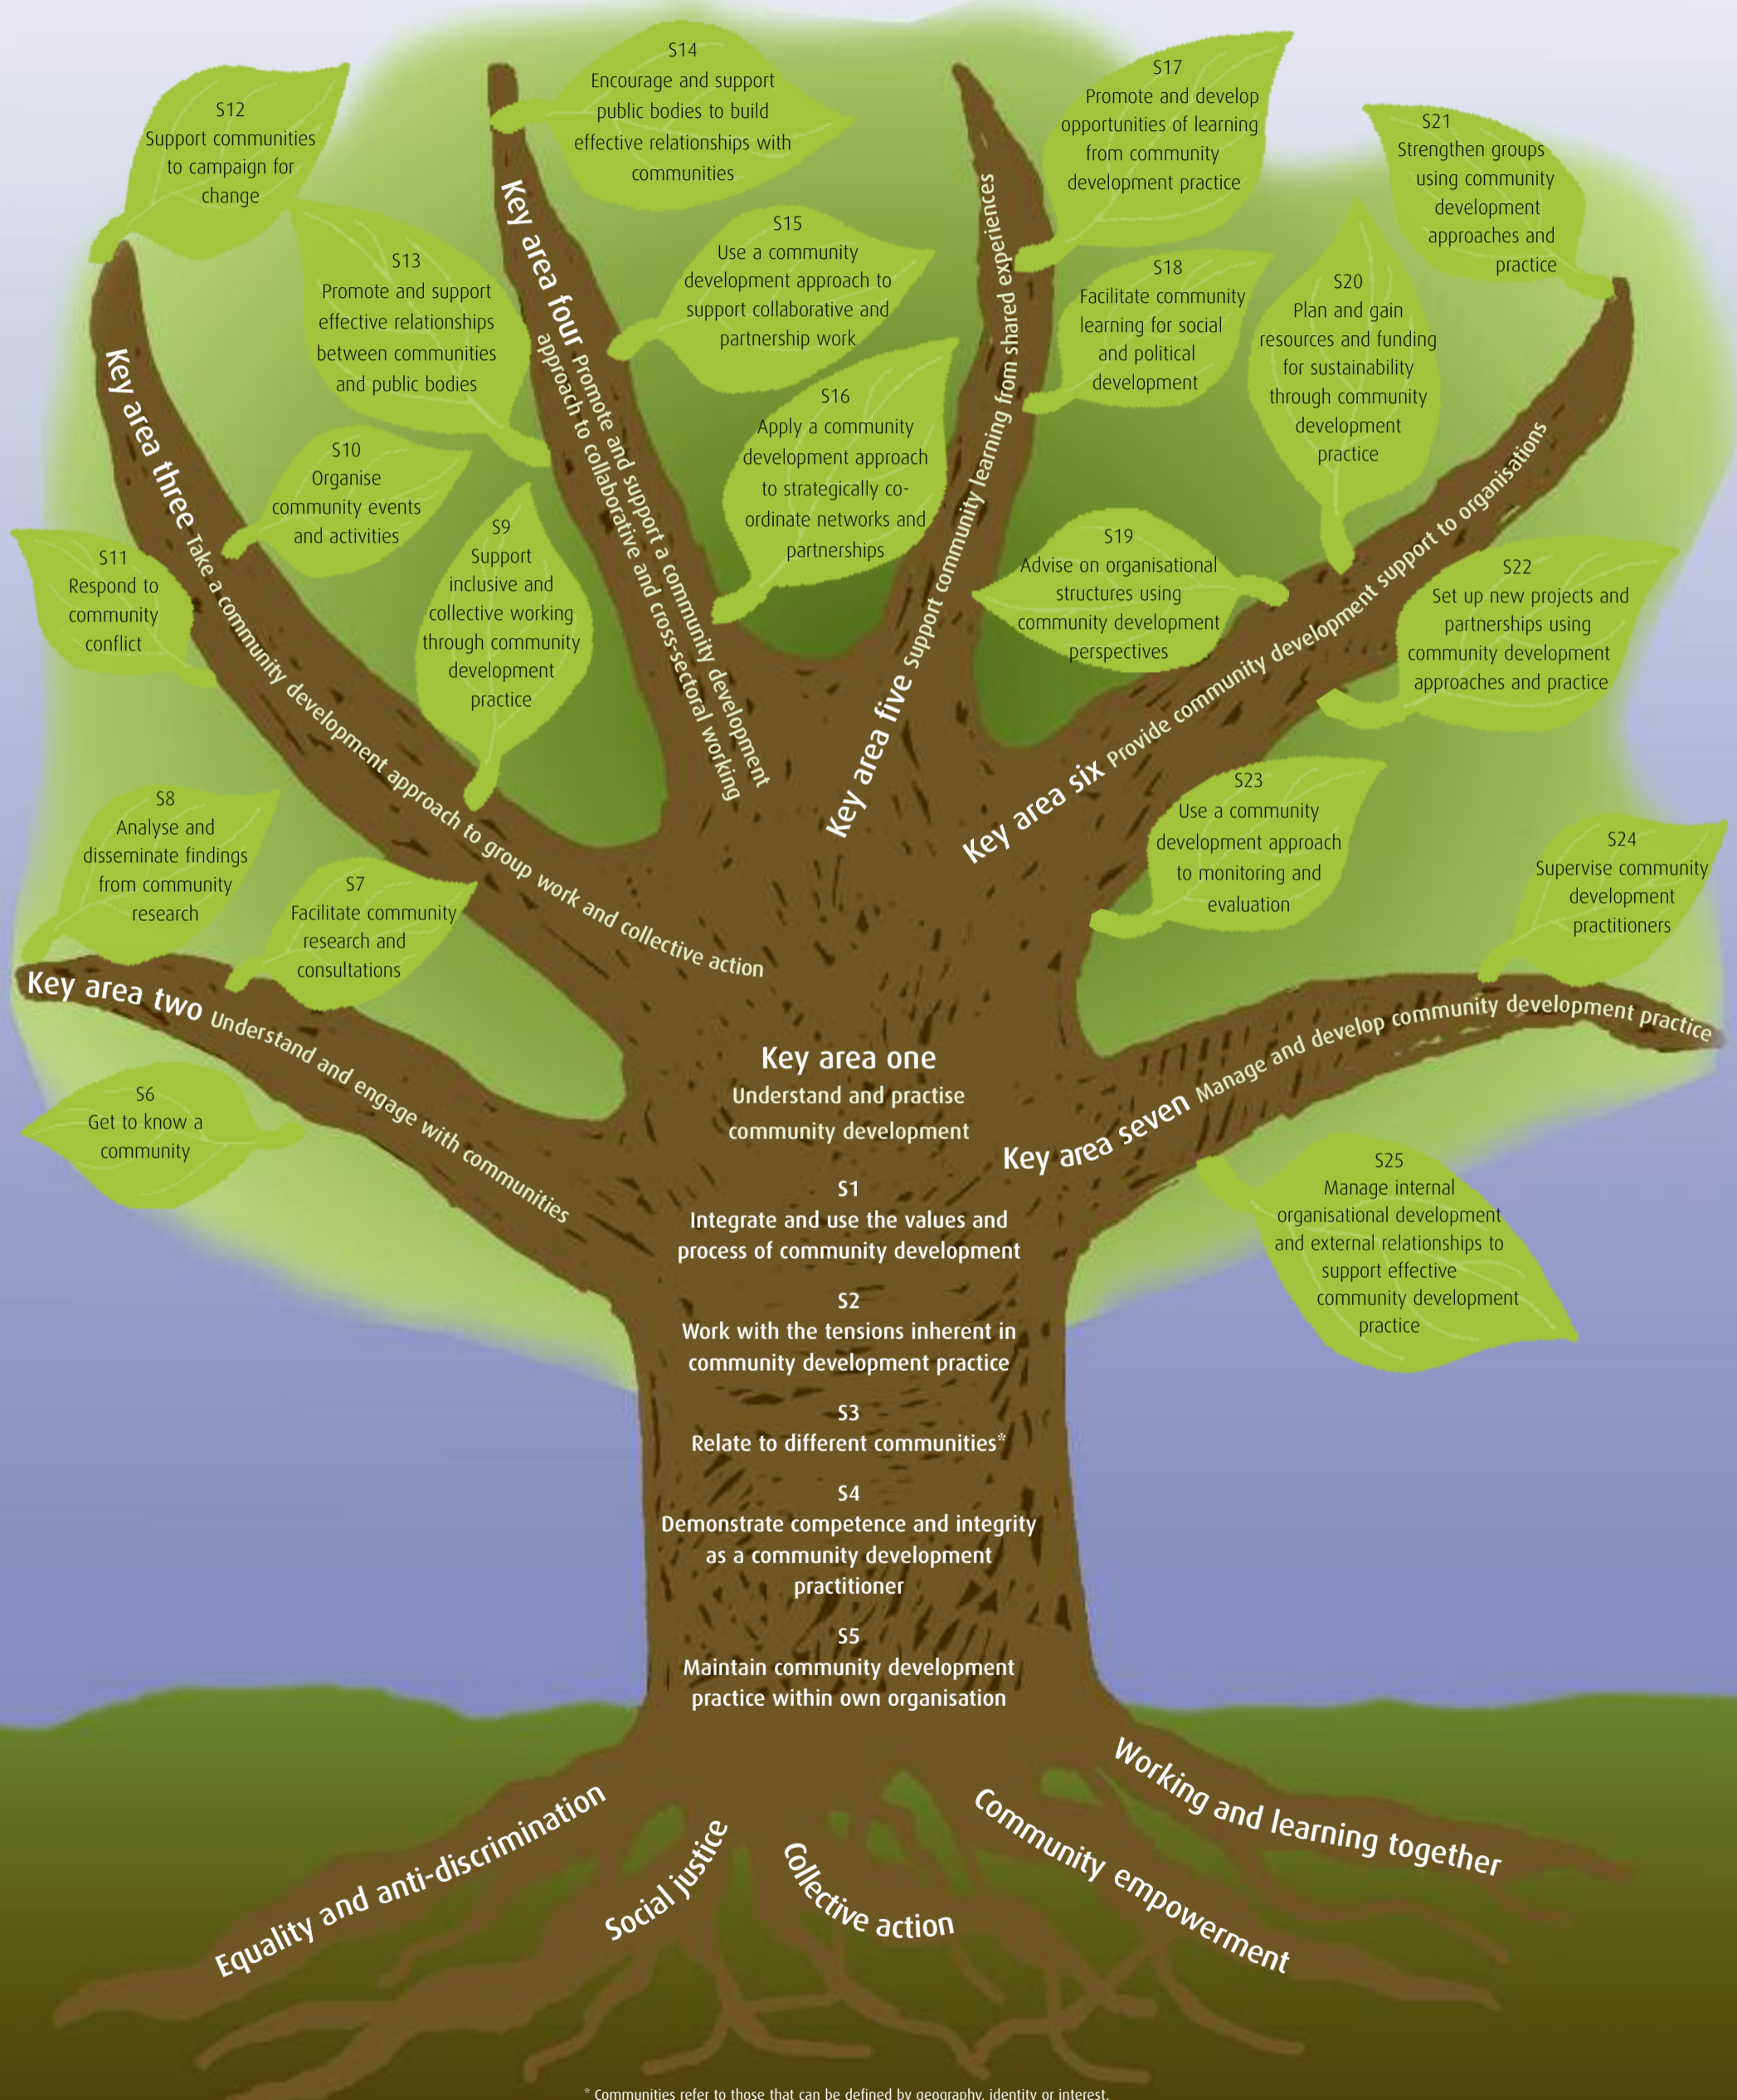 S12
Support communities
to campaign for
change
S14
Encourage and support
public bodies to build
effective relationships with
communities
S17
Promote and develop
opportunities of learning
from community
development practice
S21
Strengthen groups
using community
development
approaches and
practice
S13
Promote and support
effective relationships
between communities
and public bodies
S15
Use a community
development approach to
support collaborative and
partnership work
S18
Facilitate community
learning for social
and political
development
S20
Plan and gain
resources and funding
for sustainability
through community
development
practice
S16
Apply a community
development approach
to strategically co-
ordinate networks and
partnerships
S10
Organise
community events
and activities
S9
Support
inclusive and
collective working
through community
development
practice
S11
Respond to
community
conflict
S19
Advise on organisational
structures using
community development
perspectives
S22
Set up new projects and
partnerships using
community development
approaches and practice
Key area three Take a community development approach to group work and collective action
Key area four Promote and support a community development
approach to collaborative and cross-sectoral working
Key area five Support community learning from shared experiences
Key area six Provide community development support to organisations
S8
Analyse and
disseminate findings
from community
research
S7
Facilitate community
research and
consultations
S23
Use a community
development approach
to monitoring and
evaluation
S24
Supervise community
development
practitioners
Key area two Understand and engage with communities
Key area seven Manage and develop community development practice
S6
Get to know a
community
S25
Manage internal
organisational development
and external relationships to
support effective
community development
practice
Key area one
Understand and practise
community development
S1
Integrate and use the values and
process of community development
S2
Work with the tensions inherent in
community development practice
S3
Relate to different communities*
S4
Demonstrate competence and integrity
as a community development
practitioner
S5
Maintain community development
practice within own organisation
Equality and anti-discrimination
Social justice
Collective action
Community empowerment
Working and learning together
* Communities refer to those that can be defined by geography, identity or interest.